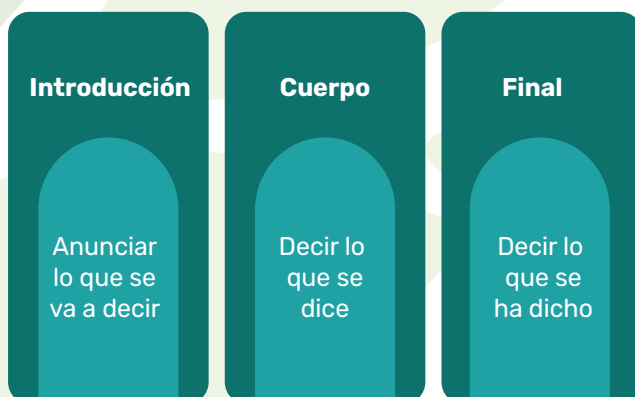 Introducción
Anunciar
lo que se
va a decir
Cuerpo
Decir lo
que se
dice
Final
Decir lo
que se
ha dicho